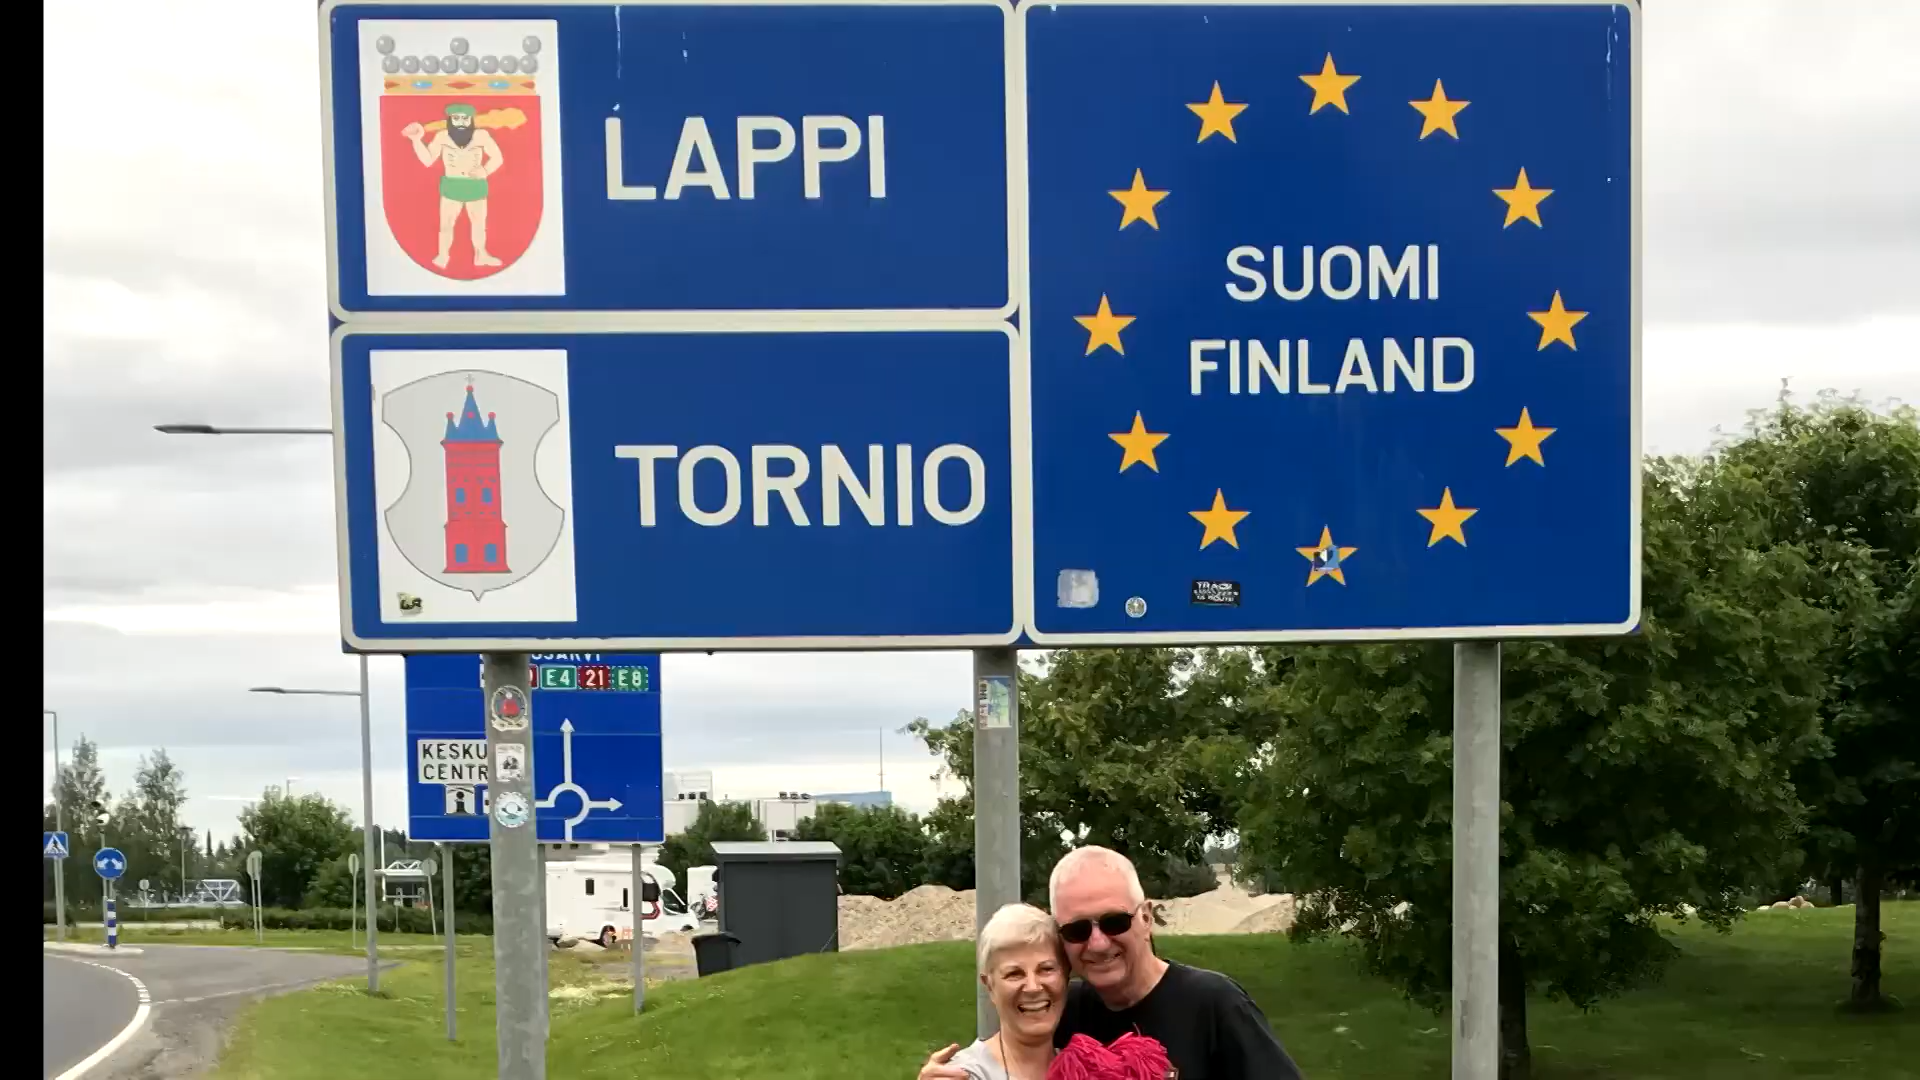 LAPPI
TORNIO
SUOMI
FINLAND
E4 21 E8
KESKU
CENTR
i